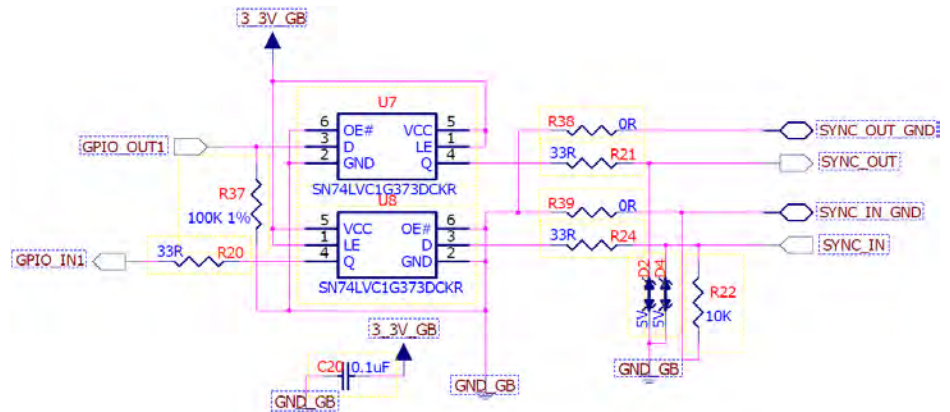 3_3V_GB
U7
6 OE# VCC 5
3 D LE 1
2 GND Q 4
SN74LVC1G373DCKR
GPIO_OUT1
R37
100K 1%
U8
5 VCC OE# 6
1 LE D 3
4 Q GND 2
SN74LVC1G373DCKR
GPIO_IN1
33R R20
R38 0R
33R R21
R39 0R
33R R24
SYNC_OUT_GND
SYNC_OUT
SYNC_IN_GND
SYNC_IN
D2
D4
5V
5V
R22
10K
3_3V_GB
C20 0.1uF
GND_GB
GND_GB
GND_GB